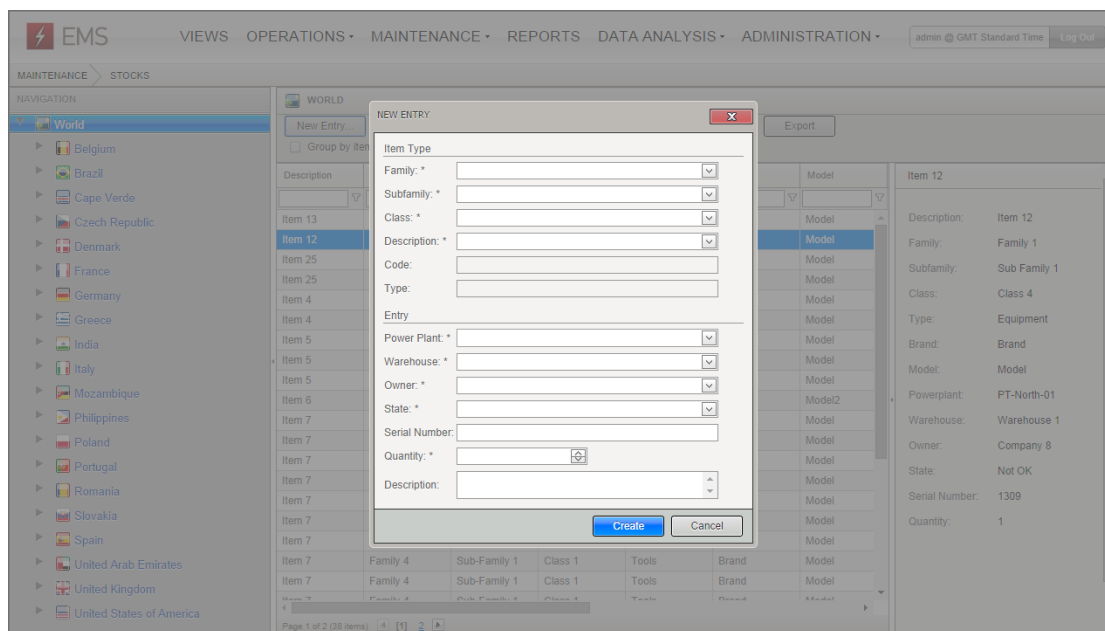 EMS
VIEWS OPERATIONS MAINTENANCE REPORTS DATA ANALYSIS ADMINISTRATION
admin @ GMT Standard Time Log Out
MAINTENANCE STOCKS
NAVIGATION
World
Belgium
Brazil
Cape Verde
Czech Republic
Denmark
France
Germany
Greece
India
Italy
Mozambique
Philippines
Poland
Portugal
Romania
Slovakia
Spain
United Arab Emirates
United Kingdom
United States of America
WORLD
New Entry...
Export
Group by
Description Model
Item 13 Model
Item 12 Model
Item 25 Model
Item 25 Model
Item 4 Model
Item 4 Model
Item 5 Model
Item 5 Model
Item 5 Model
Item 6 Model2
Item 7 Model
Item 7 Model
Item 7 Model
Item 7 Model
Item 7 Model
Item 7 Model
Item 7 Model
Item 7 Family 4 Sub-Family 1 Class 1 Tools Brand Model
Item 7 Family 4 Sub-Family 1 Class 1 Tools Brand Model
Page 1 of 2 (38 items) [1] 2
NEW ENTRY
Item Type
Family: *
Subfamily: *
Class: *
Description: *
Code:
Type:
Entry
Power Plant: *
Warehouse: *
Owner: *
State: *
Serial Number:
Quantity: *
Description:
Create Cancel
Item 12
Description: Item 12
Family: Family 1
Subfamily: Sub Family 1
Class: Class 4
Type: Equipment
Brand: Brand
Model: Model
Powerplant: PT-North-01
Warehouse: Warehouse 1
Owner: Company 8
State: Not OK
Serial Number: 1309
Quantity: 1